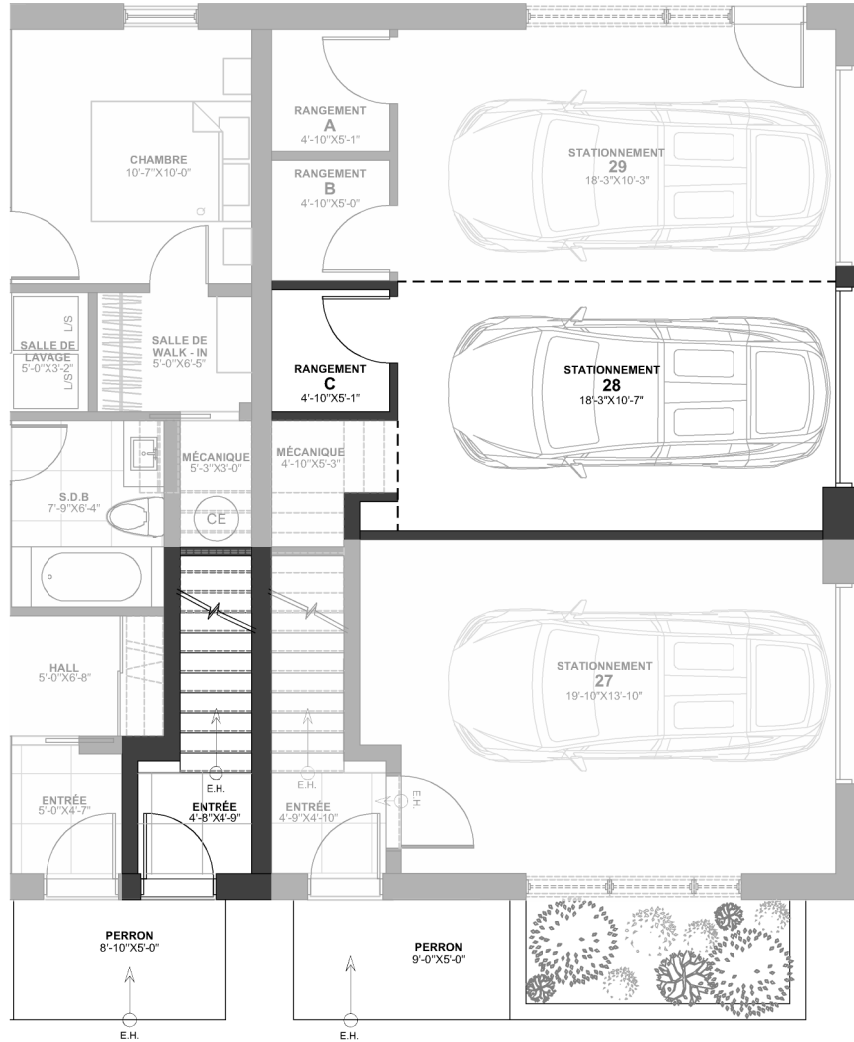 RANGEMENT
A
4'-10"X5'-1"
CHAMBRE
10'-7"X10'-0"
STATIONNEMENT
29
18'-3"X10'-3"
RANGEMENT
B
4'-10"X5'-0"
L/S
SALLE DE
LAVAGE
5'-0"X3'-2"
L/S
SALLE DE
WALK - IN
5'-0"X6'-5"
RANGEMENT
C
4'-10"X5'-1"
STATIONNEMENT
28
18'-3"X10'-7"
MÉCANIQUE
5'-3"X3'-0"
MÉCANIQUE
4'-10"X5'-3"
S.D.B
7'-9"X6'-4"
CE
HALL
5'-0"X6'-8"
STATIONNEMENT
27
19'-10"X13'-10"
E.H.
E.H.
E.H.
ENTRÉE
5'-0"X4'-7"
ENTRÉE
4'-8"X4'-9"
ENTRÉE
4'-9"X4'-10"
PERRON
8'-10"X5'-0"
PERRON
9'-0"X5'-0"
E.H.
E.H.